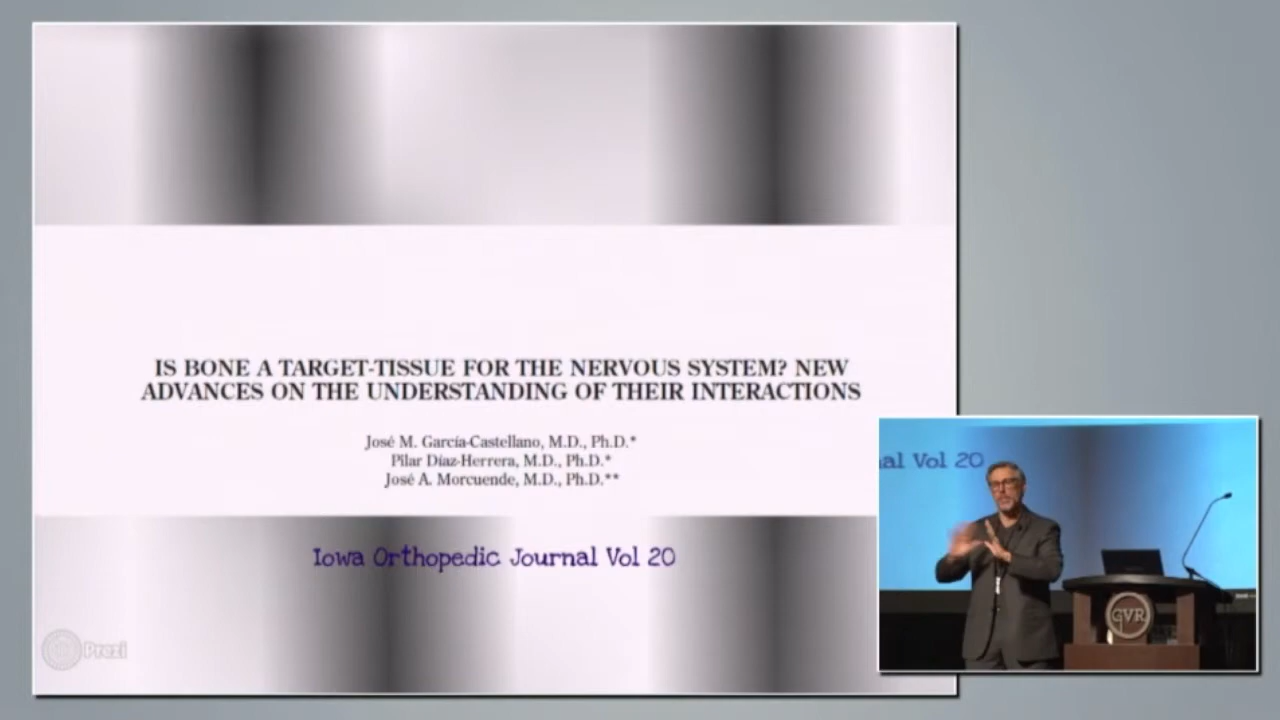 IS BONE A TARGET-TISSUE FOR THE NERVOUS SYSTEM? NEW
ADVANCES ON THE UNDERSTANDING OF THEIR INTERACTIONS
José M. García-Castellano, M.D., Ph.D.*
Pilar Díaz-Herrera, M.D., Ph.D.*
José A. Morcuende, M.D., Ph.D.**
Iowa Orthopedic Journal Vol 20
Prezi
al Vol 20
GVR